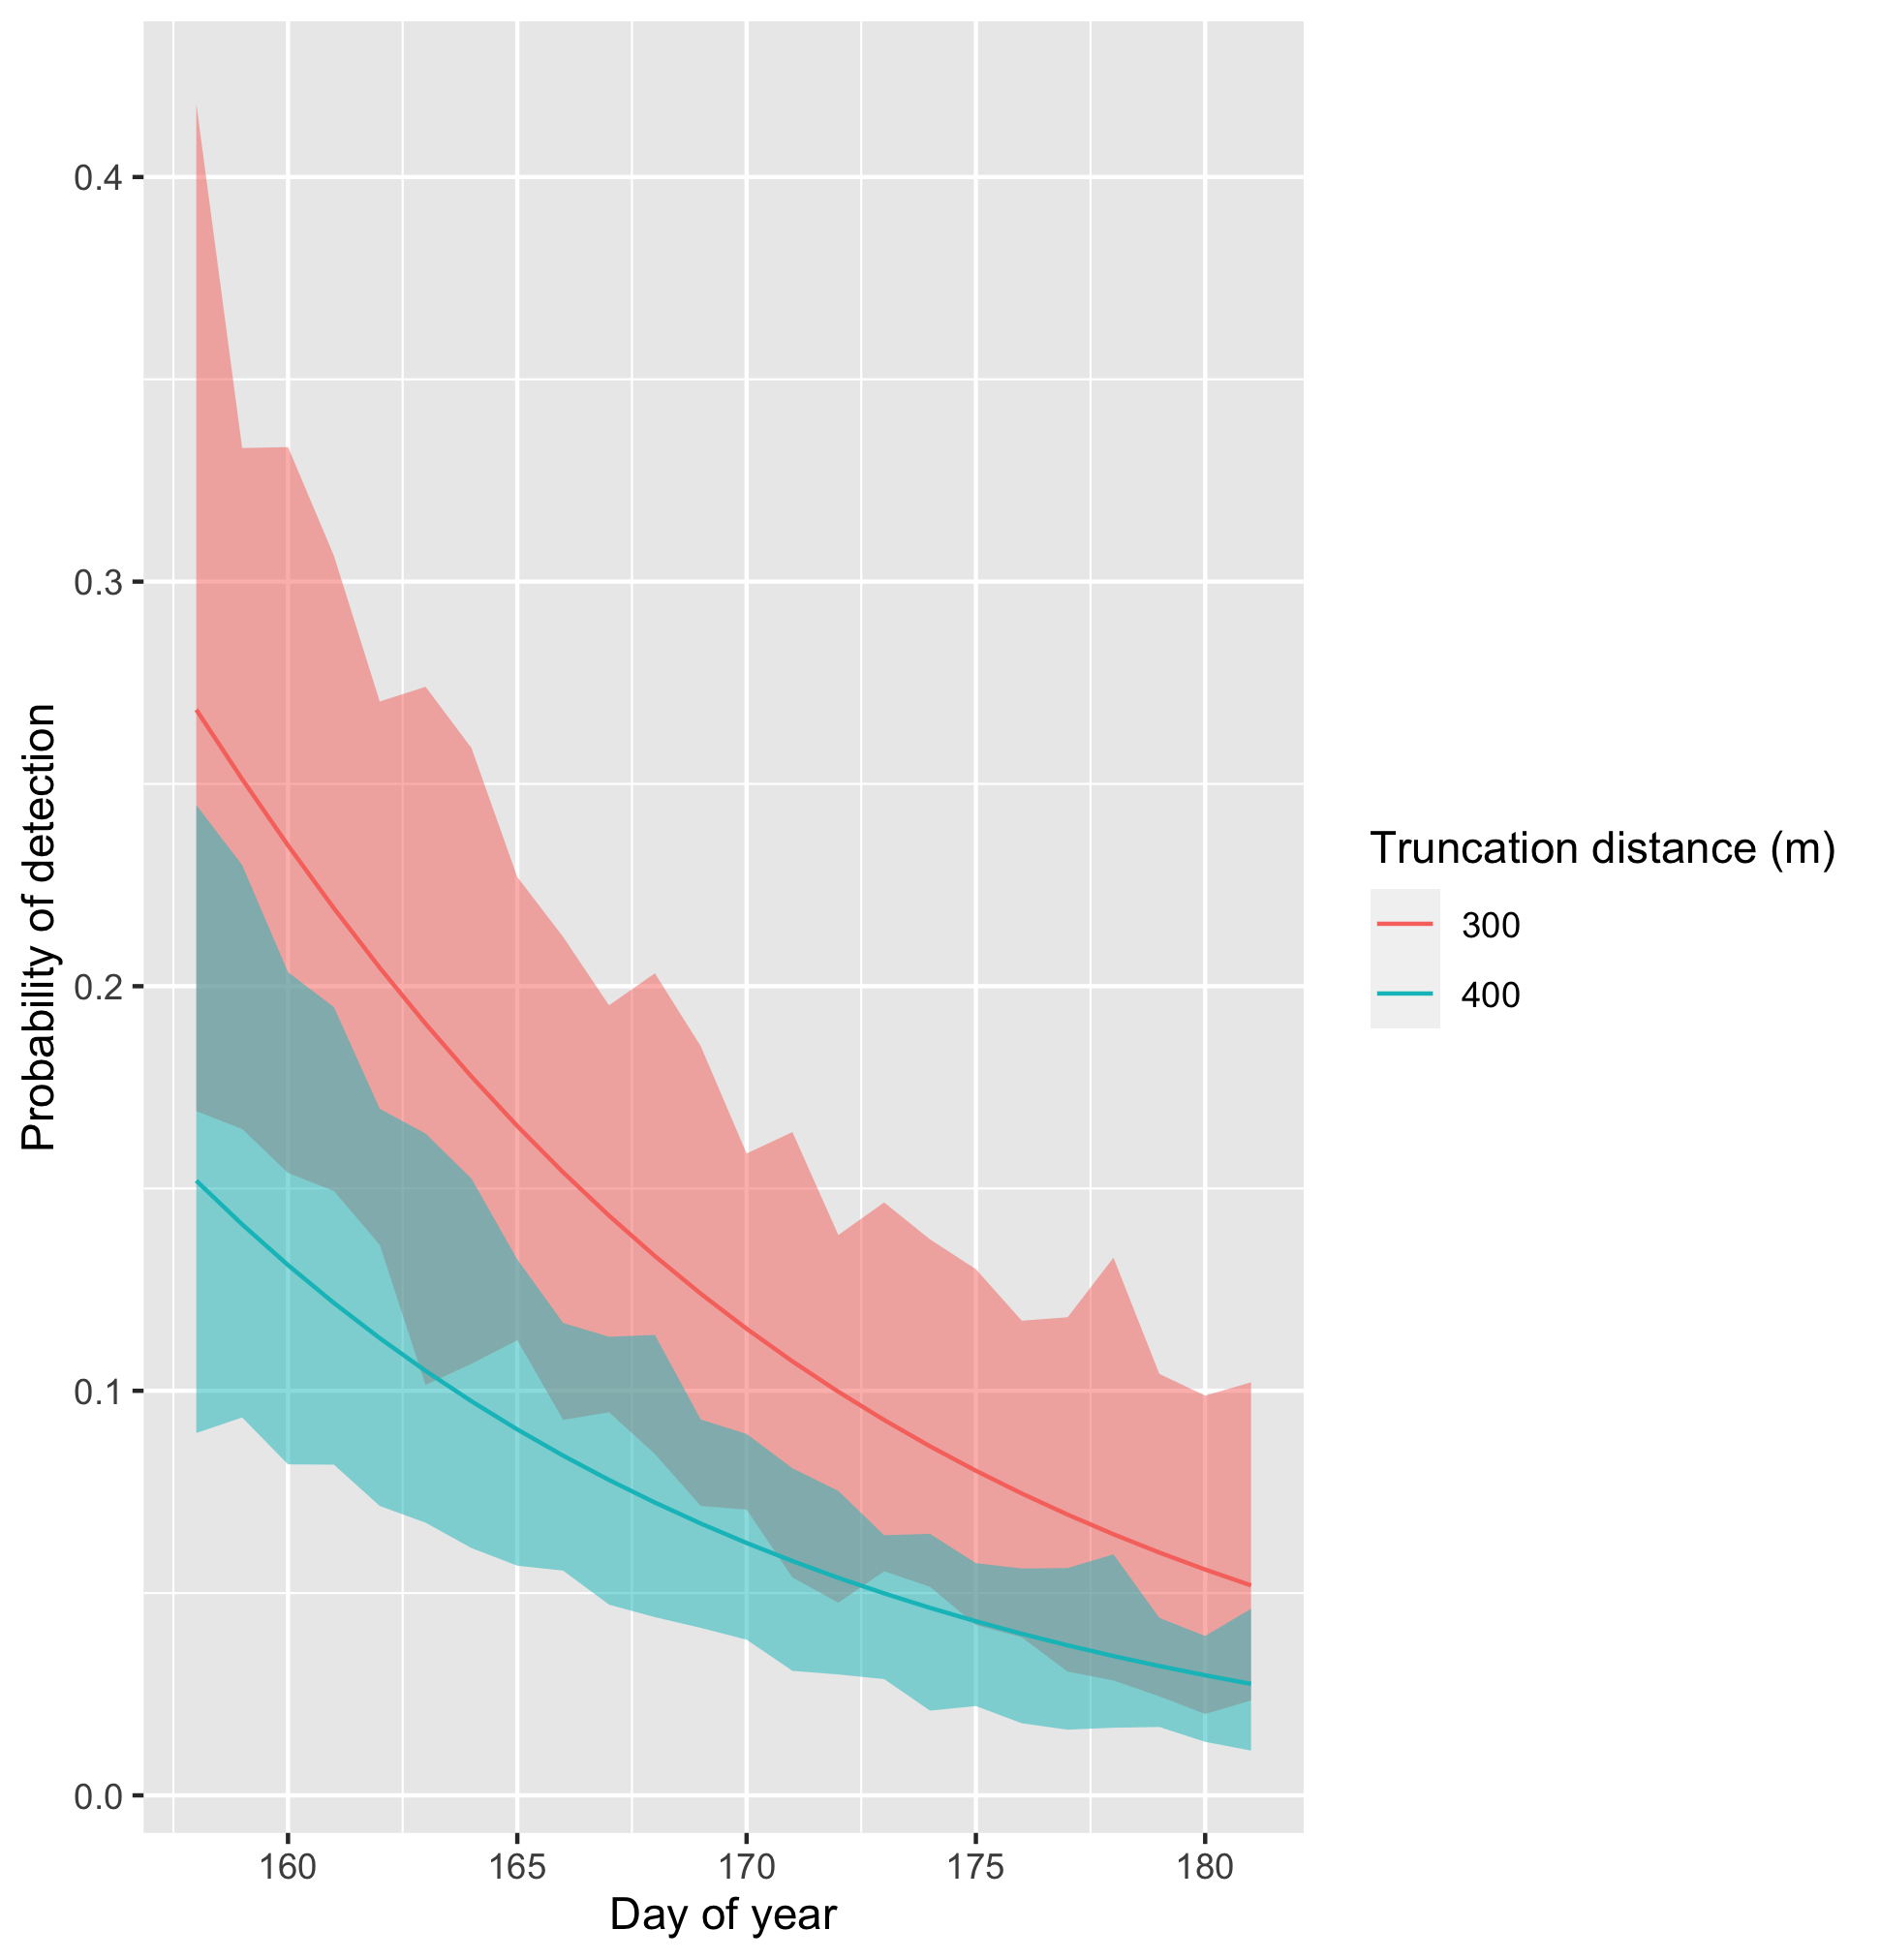 Probability of detection
0.4
0.3
0.2
0.1
0.0
160 165 170 175 180
Day of year
Truncation distance (m)
300
400